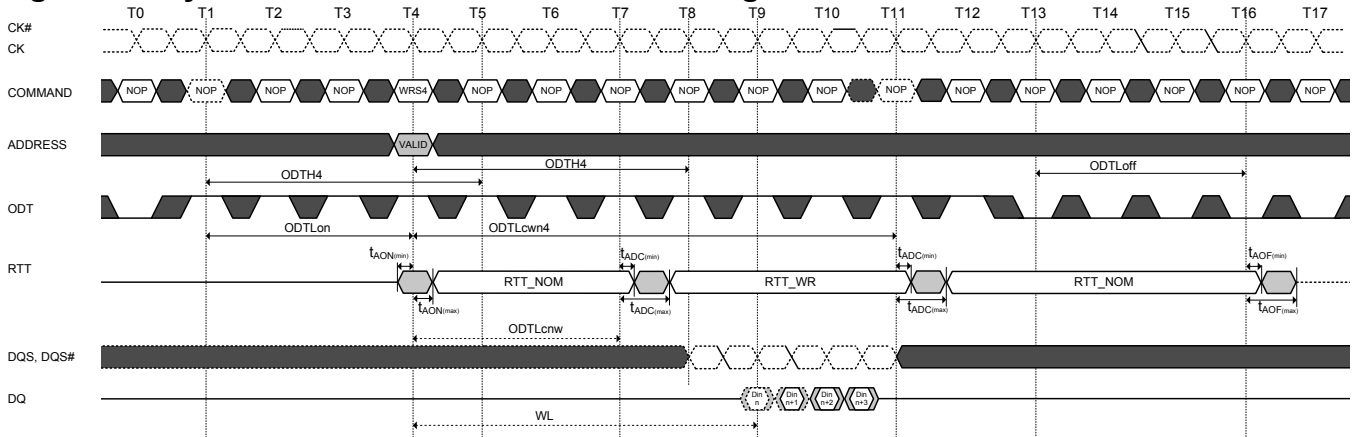 T0 T1 T2 T3 T4 T5 T6 T7 T8 T9 T10 T11 T12 T13 T14 T15 T16 T17
CK#
CK
COMMAND NOP NOP NOP NOP WRS4 NOP NOP NOP NOP NOP NOP NOP NOP NOP NOP NOP NOP NOP
ADDRESS VALID
ODTH4 ODTLoff
ODTH4
ODT
ODTLon ODTLcwn4
tAON(min) tADC(min) tADC(min) tAOF(min)
RTT RTT_NOM RTT_WR RTT_NOM
tAON(max) tADC(max) tADC(max) tAOF(max)
ODTLcnw
DQS, DQS#
DQ Din n Din n+1 Din n+2 Din n+3
WL